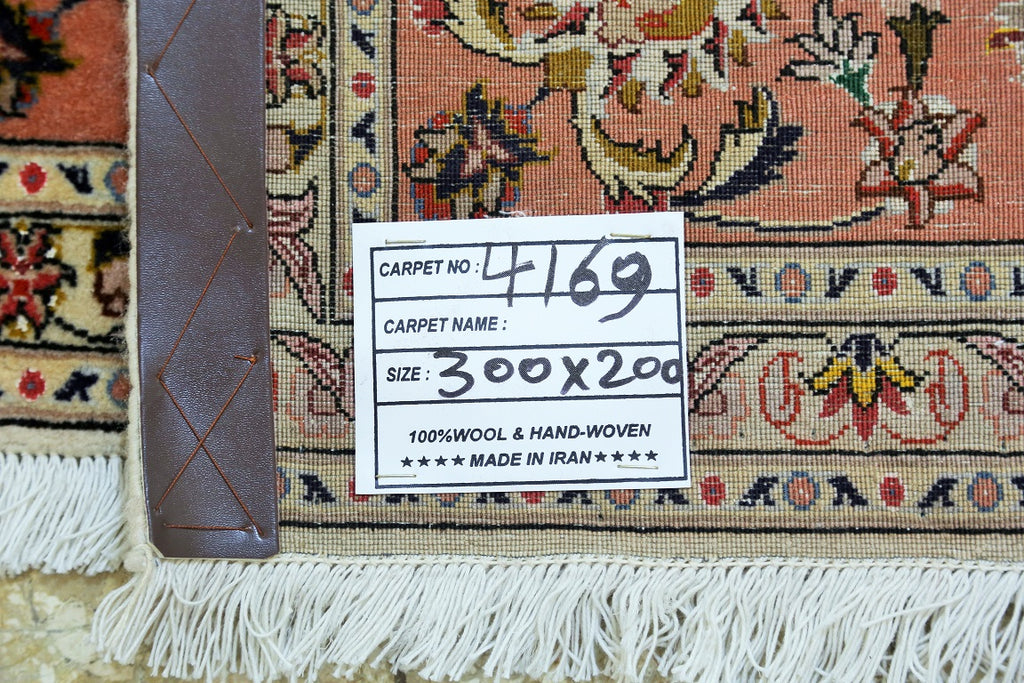 CARPET NO : 4169
CARPET NAME :
SIZE : 300X200
100%WOOL & HAND-WOVEN
★★★★ MADE IN IRAN ★★★★